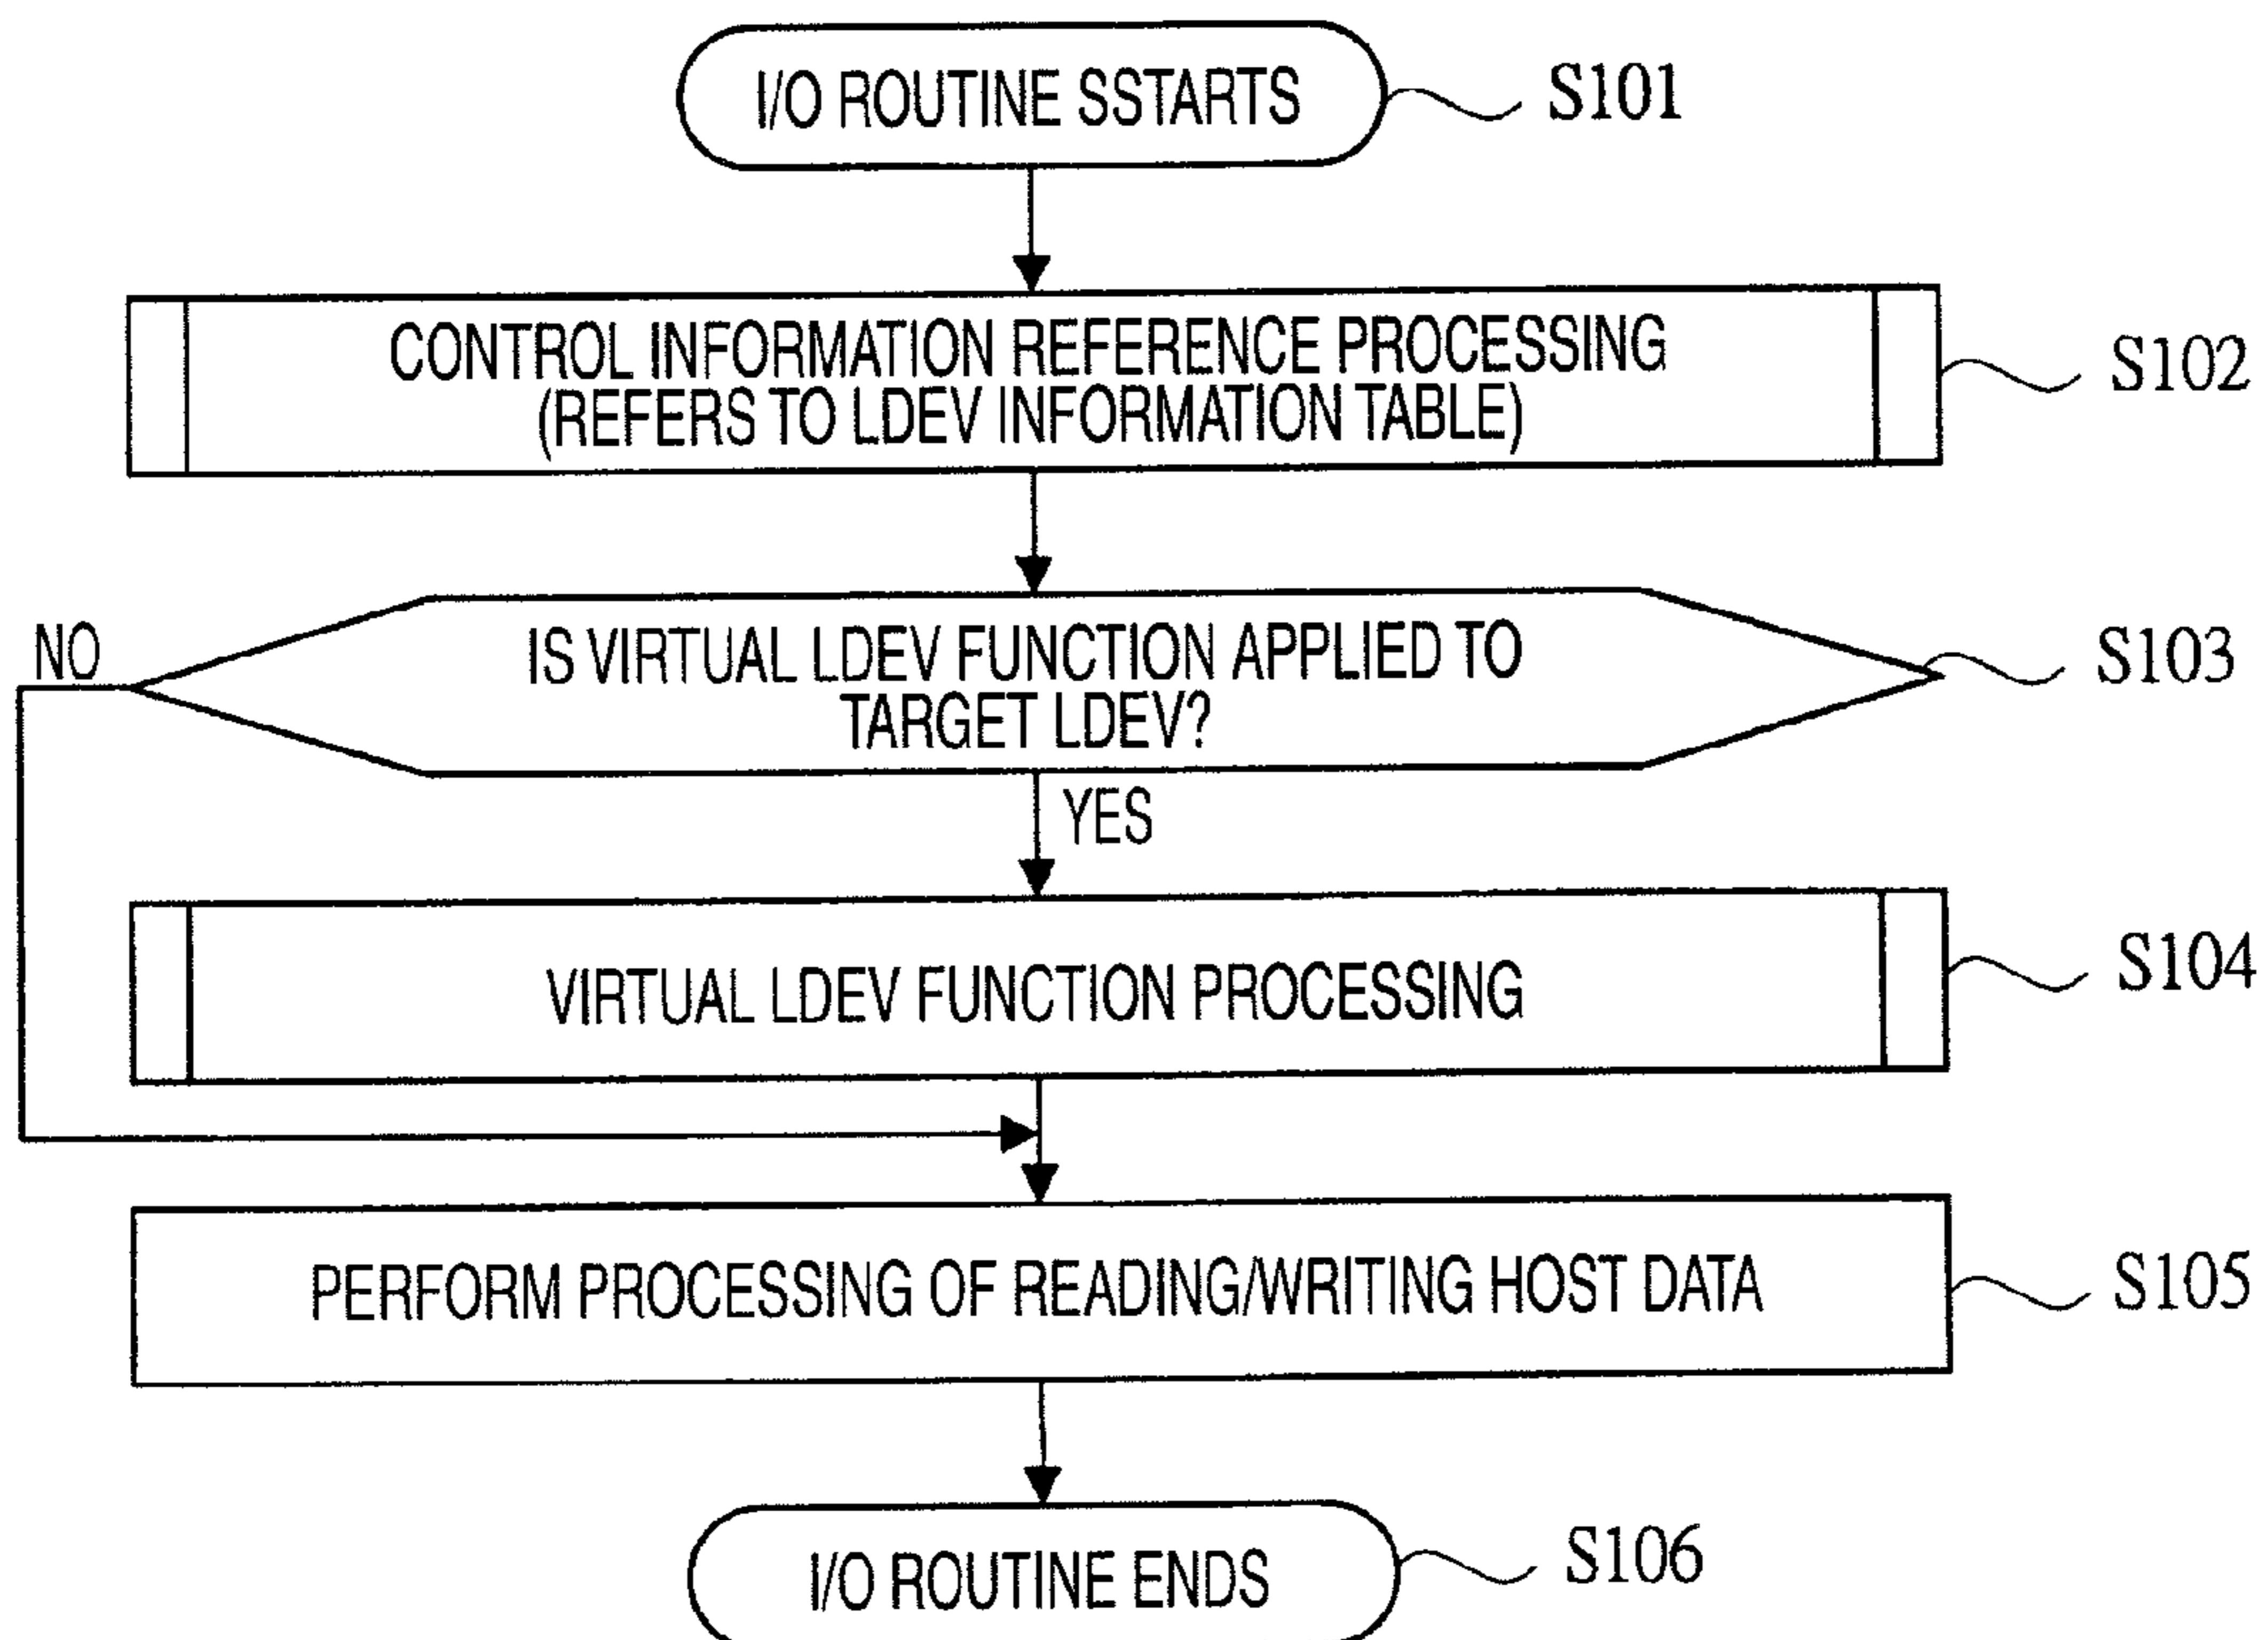 I/O ROUTINE SSTARTS
S101
CONTROL INFORMATION REFERENCE PROCESSING
(REFERS TO LDEV INFORMATION TABLE)
S102
NO
IS VIRTUAL LDEV FUNCTION APPLIED TO
TARGET LDEV?
S103
YES
VIRTUAL LDEV FUNCTION PROCESSING
S104
PERFORM PROCESSING OF READING/WRITING HOST DATA
S105
I/O ROUTINE ENDS
S106